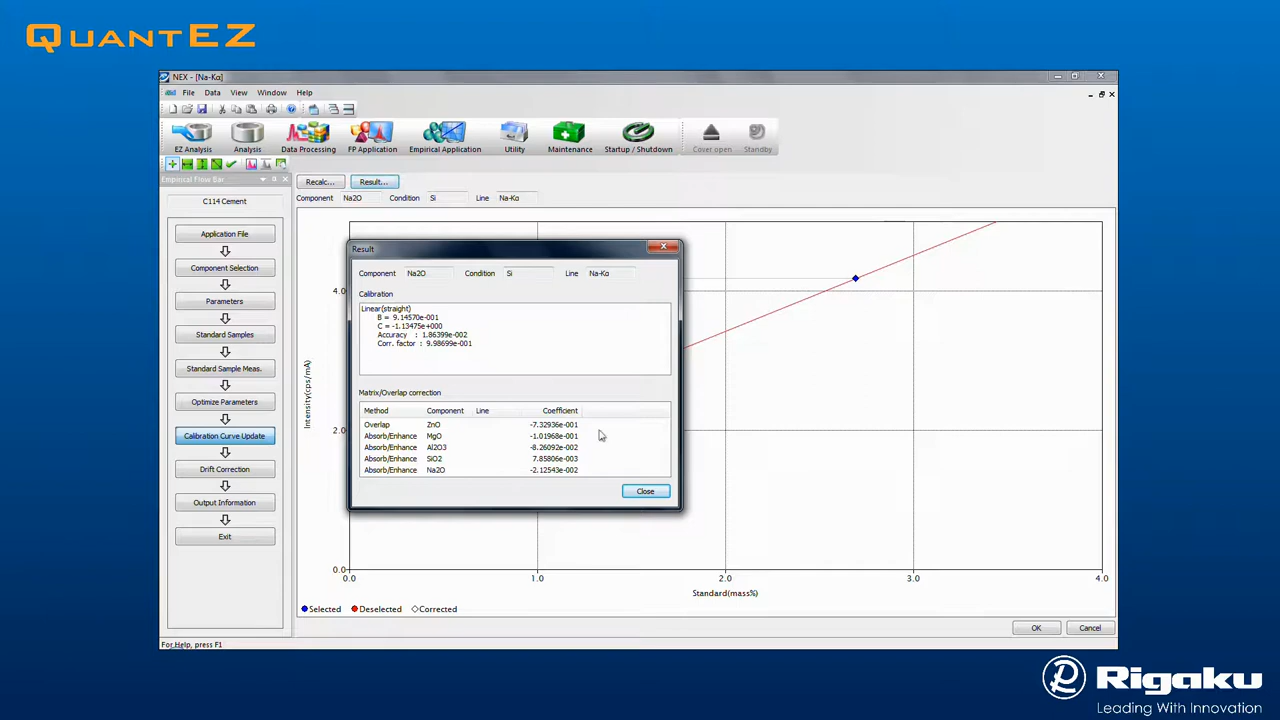 QUANTEZ
NEX - [Na-Kα]
File Data View Window Help
EZ Analysis Analysis Data Processing FP Application Empirical Application Utility Maintenance Startup / Shutdown Cover open Standby
Empirical Flow Bar
Recalc... Result...
C114 Cement
Component Na2O Condition Si Line Na-Kα
Application File
Component Selection
Parameters
Standard Samples
Standard Sample Meas.
Optimize Parameters
Calibration Curve Update
Drift Correction
Output Information
Exit
Result
Component Na2O Condition Si Line Na-Kα
Calibration
Linear(straight)
B = 9.14570e-001
C = -1.13475e+000
Accuracy : 1.86399e-002
Corr. factor : 9.98699e-001
Matrix/Overlap correction
Method Component Line Coefficient
Overlap ZnO -7.32936e-001
Absorb/Enhance MgO -1.01968e-001
Absorb/Enhance Al2O3 -8.26092e-002
Absorb/Enhance SiO2 7.85806e-003
Absorb/Enhance Na2O -2.12543e-002
Close
Intensity(cps/mA)
4.0
2.0
0.0
0.0 1.0 2.0 3.0 4.0
Standard(mass%)
Selected Deselected Corrected
OK Cancel
For Help, press F1
Rigaku
Leading With Innovation